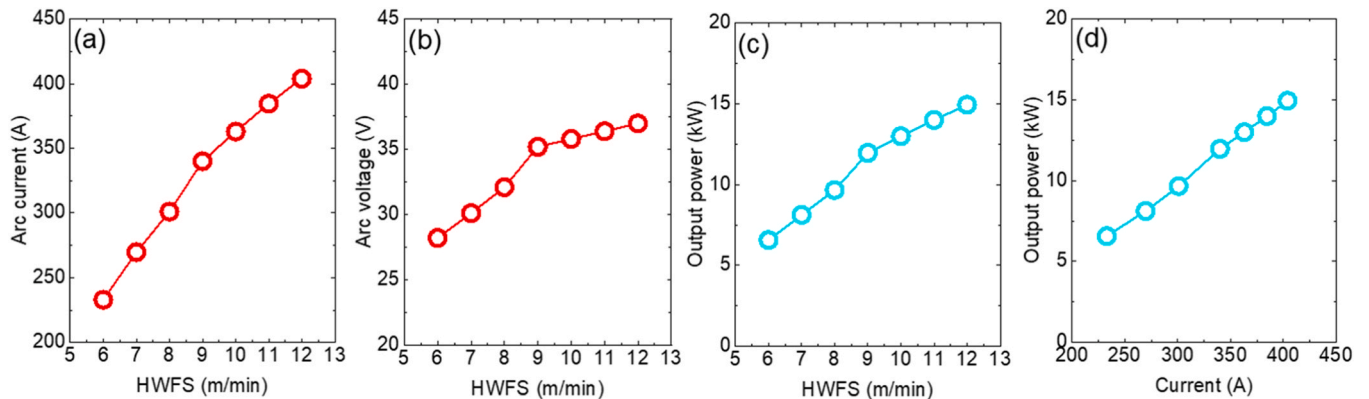 (a)
Arc current (A)
450
400
350
300
250
200
5 6 7 8 9 10 11 12 13
HWFS (m/min)
(b)
Arc voltage (V)
45
40
35
30
25
20
5 6 7 8 9 10 11 12 13
HWFS (m/min)
(c)
Output power (kW)
20
15
10
5
0
5 6 7 8 9 10 11 12 13
HWFS (m/min)
(d)
Output power (kW)
20
15
10
5
0
200 250 300 350 400 450
Current (A)